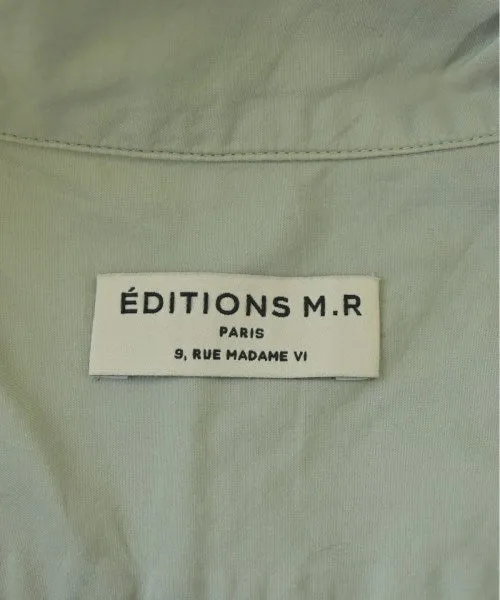 ÉDITIONS M.R
PARIS
9, RUE MADAME VI